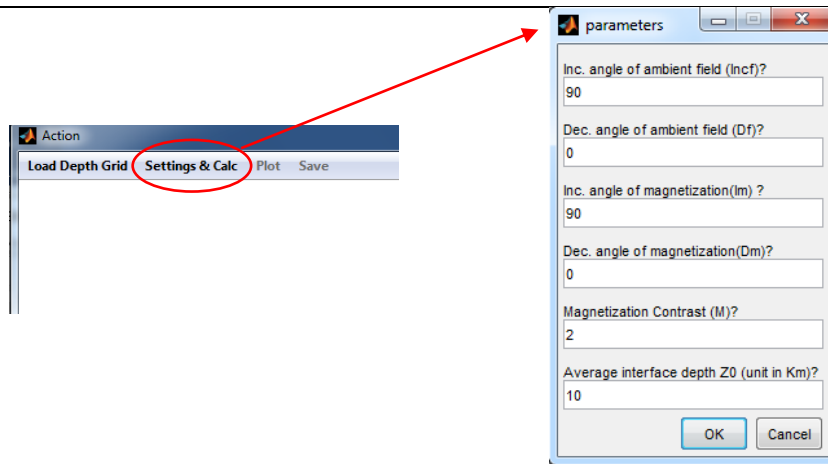 Action
Load Depth Grid Settings & Calc Plot Save
parameters
Inc. angle of ambient field (Incf)?
90
Dec. angle of ambient field (Df)?
0
Inc. angle of magnetization(Im) ?
90
Dec. angle of magnetization(Dm)?
0
Magnetization Contrast (M)?
2
Average interface depth Z0 (unit in Km)?
10
OK Cancel